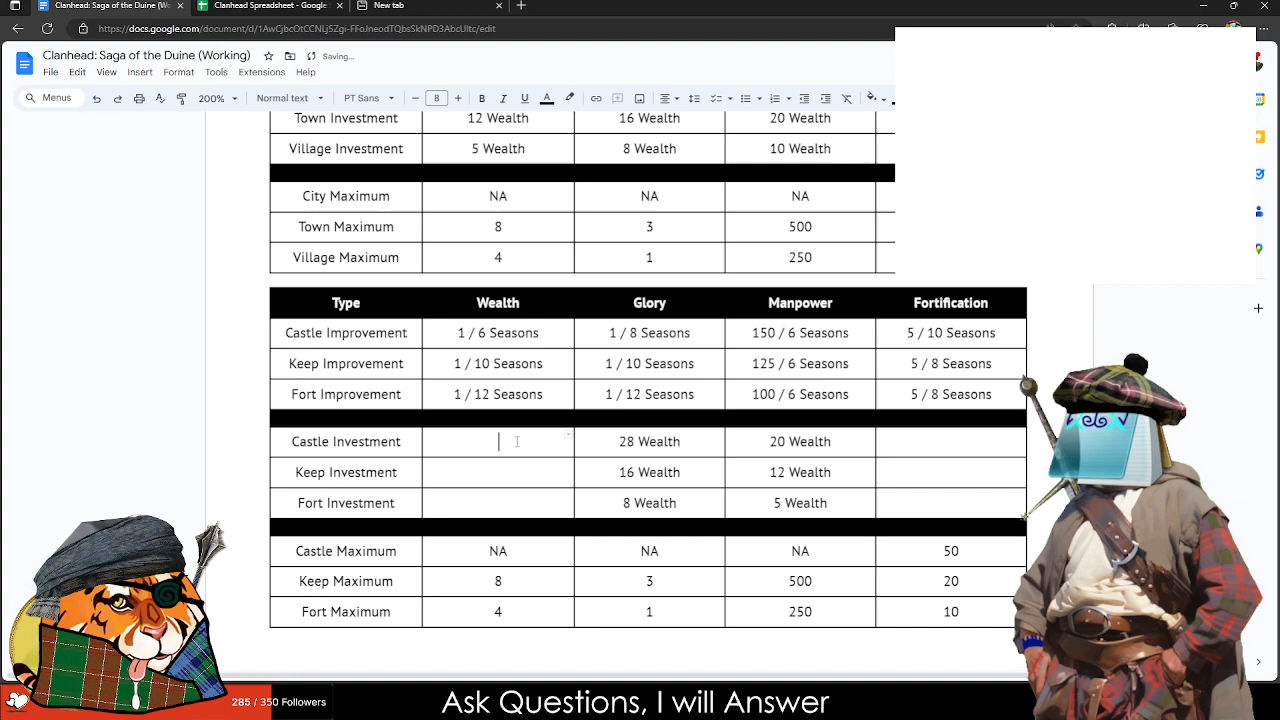 Clanhead: Saga of the Duine [W
Clanhead Spreadsheet - Google
New Tab
https://docs.google.com/document/d/1AwCjbcOtCCNLj5Zgi-FFoJneodTQbsSkNPD3AbcUltc/edit
Clanhead: Saga of the Duine (Working)
Saving...
File Edit View Insert Format Tools Extensions Help
Menus 200% Normal text PT Sans 8 B I U A
Town Investment 12 Wealth 16 Wealth 20 Wealth
Village Investment 5 Wealth 8 Wealth 10 Wealth
City Maximum NA NA NA
Town Maximum 8 3 500
Village Maximum 4 1 250
Type Wealth Glory Manpower Fortification
Castle Improvement 1 / 6 Seasons 1 / 8 Seasons 150 / 6 Seasons 5 / 10 Seasons
Keep Improvement 1 / 10 Seasons 1 / 10 Seasons 125 / 6 Seasons 5 / 8 Seasons
Fort Improvement 1 / 12 Seasons 1 / 12 Seasons 100 / 6 Seasons 5 / 8 Seasons
Castle Investment 28 Wealth 20 Wealth
Keep Investment 16 Wealth 12 Wealth
Fort Investment 8 Wealth 5 Wealth
Castle Maximum NA NA NA 50
Keep Maximum 8 3 500 20
Fort Maximum 4 1 250 10
285 / 350 Followers
Ask Questions, I will Answer